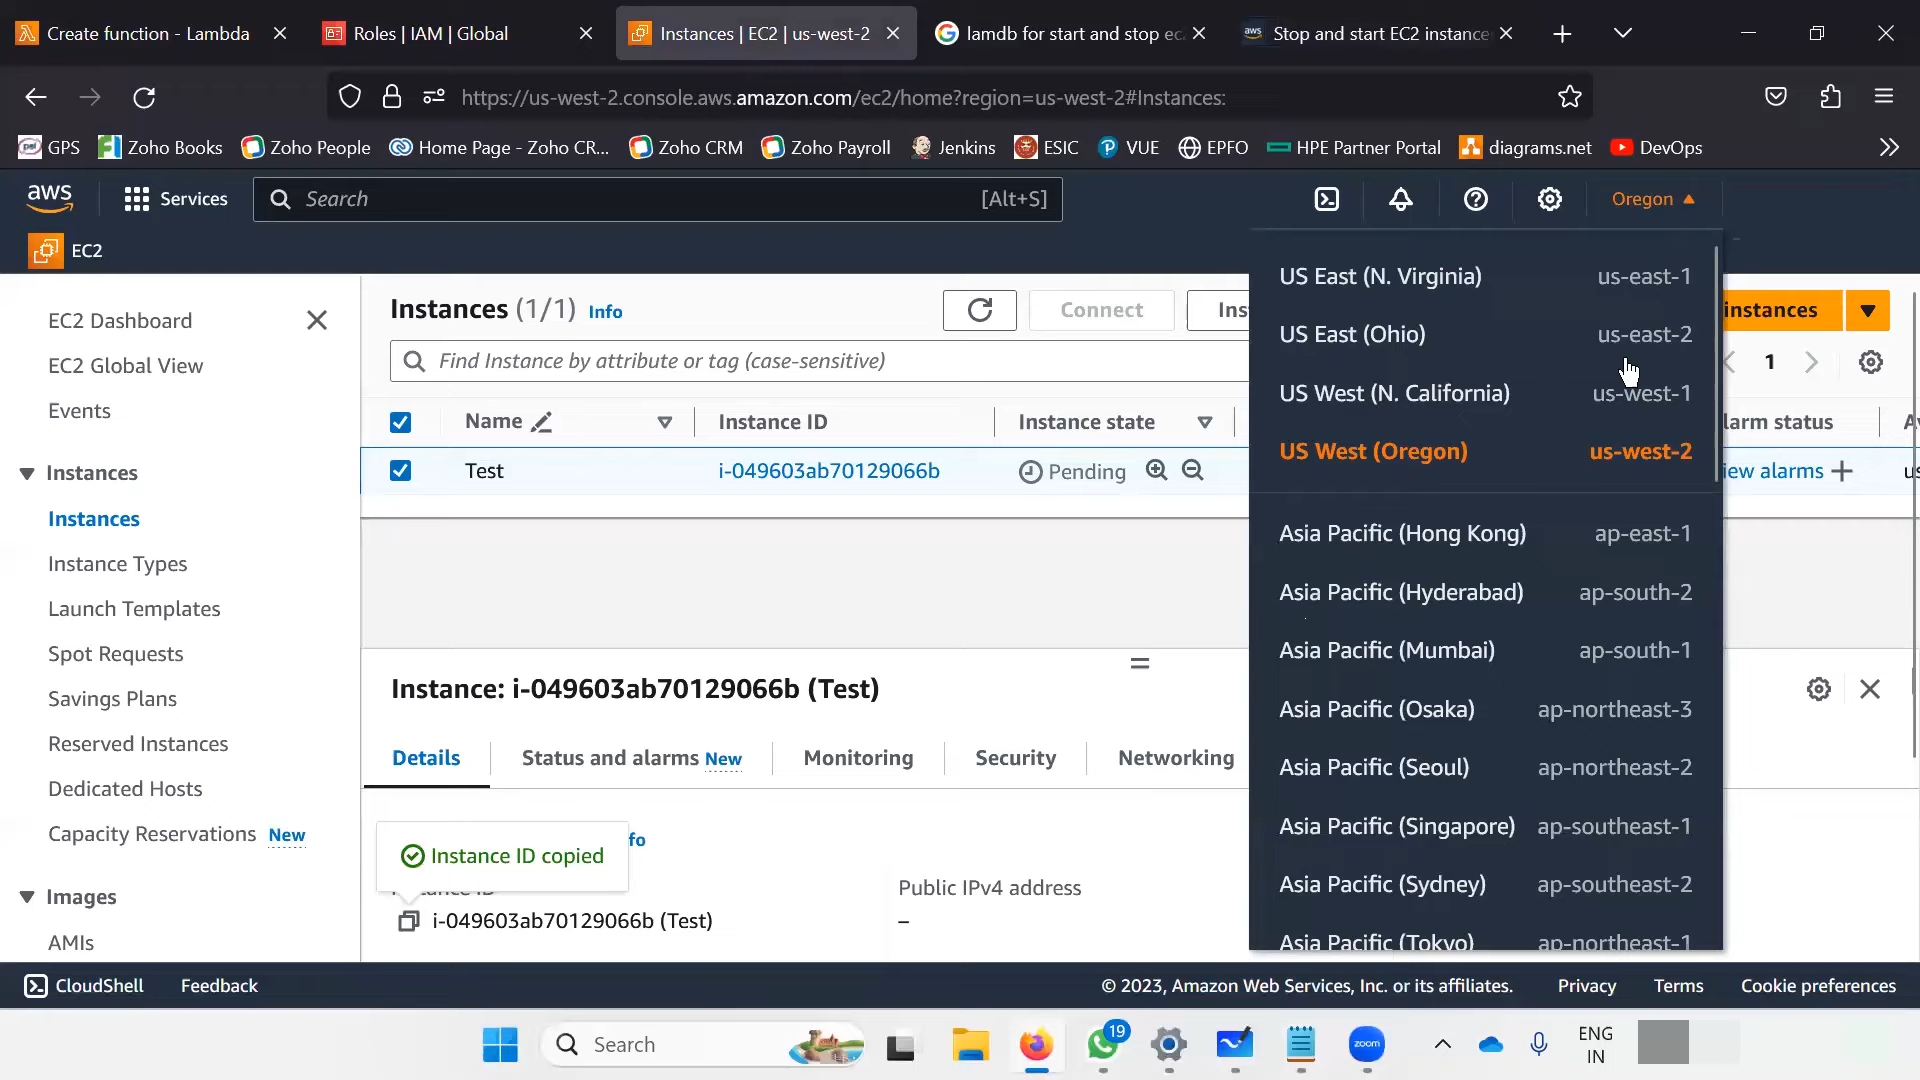 Create function - Lambda
Roles | IAM | Global
Instances | EC2 | us-west-2
lamdb for start and stop ec
Stop and start EC2 instance
https://us-west-2.console.aws.amazon.com/ec2/home?region=us-west-2#Instances:
GPS
Zoho Books
Zoho People
Home Page - Zoho CR...
Zoho CRM
Zoho Payroll
Jenkins
ESIC
VUE
EPFO
HPE Partner Portal
diagrams.net
DevOps
aws
Services
Search
[Alt+S]
Oregon
EC2
EC2 Dashboard
EC2 Global View
Events
Instances
Instances
Instance Types
Launch Templates
Spot Requests
Savings Plans
Reserved Instances
Dedicated Hosts
Capacity Reservations New
Images
AMIs
Instances (1/1) Info
Connect
Ins
instances
Find Instance by attribute or tag (case-sensitive)
1
Name
Instance ID
Instance state
larm status
A
Test
i-049603ab70129066b
Pending
iew alarms
us
US East (N. Virginia) us-east-1
US East (Ohio) us-east-2
US West (N. California) us-west-1
US West (Oregon) us-west-2
Asia Pacific (Hong Kong) ap-east-1
Asia Pacific (Hyderabad) ap-south-2
Asia Pacific (Mumbai) ap-south-1
Asia Pacific (Osaka) ap-northeast-3
Asia Pacific (Seoul) ap-northeast-2
Asia Pacific (Singapore) ap-southeast-1
Asia Pacific (Sydney) ap-southeast-2
Asia Pacific (Tokyo) ap-northeast-1
Instance: i-049603ab70129066b (Test)
Details
Status and alarms New
Monitoring
Security
Networking
fo
Instance ID copied
Public IPv4 address
i-049603ab70129066b (Test)
–
CloudShell
Feedback
© 2023, Amazon Web Services, Inc. or its affiliates.
Privacy
Terms
Cookie preferences
Search
19
zoom
ENG
IN